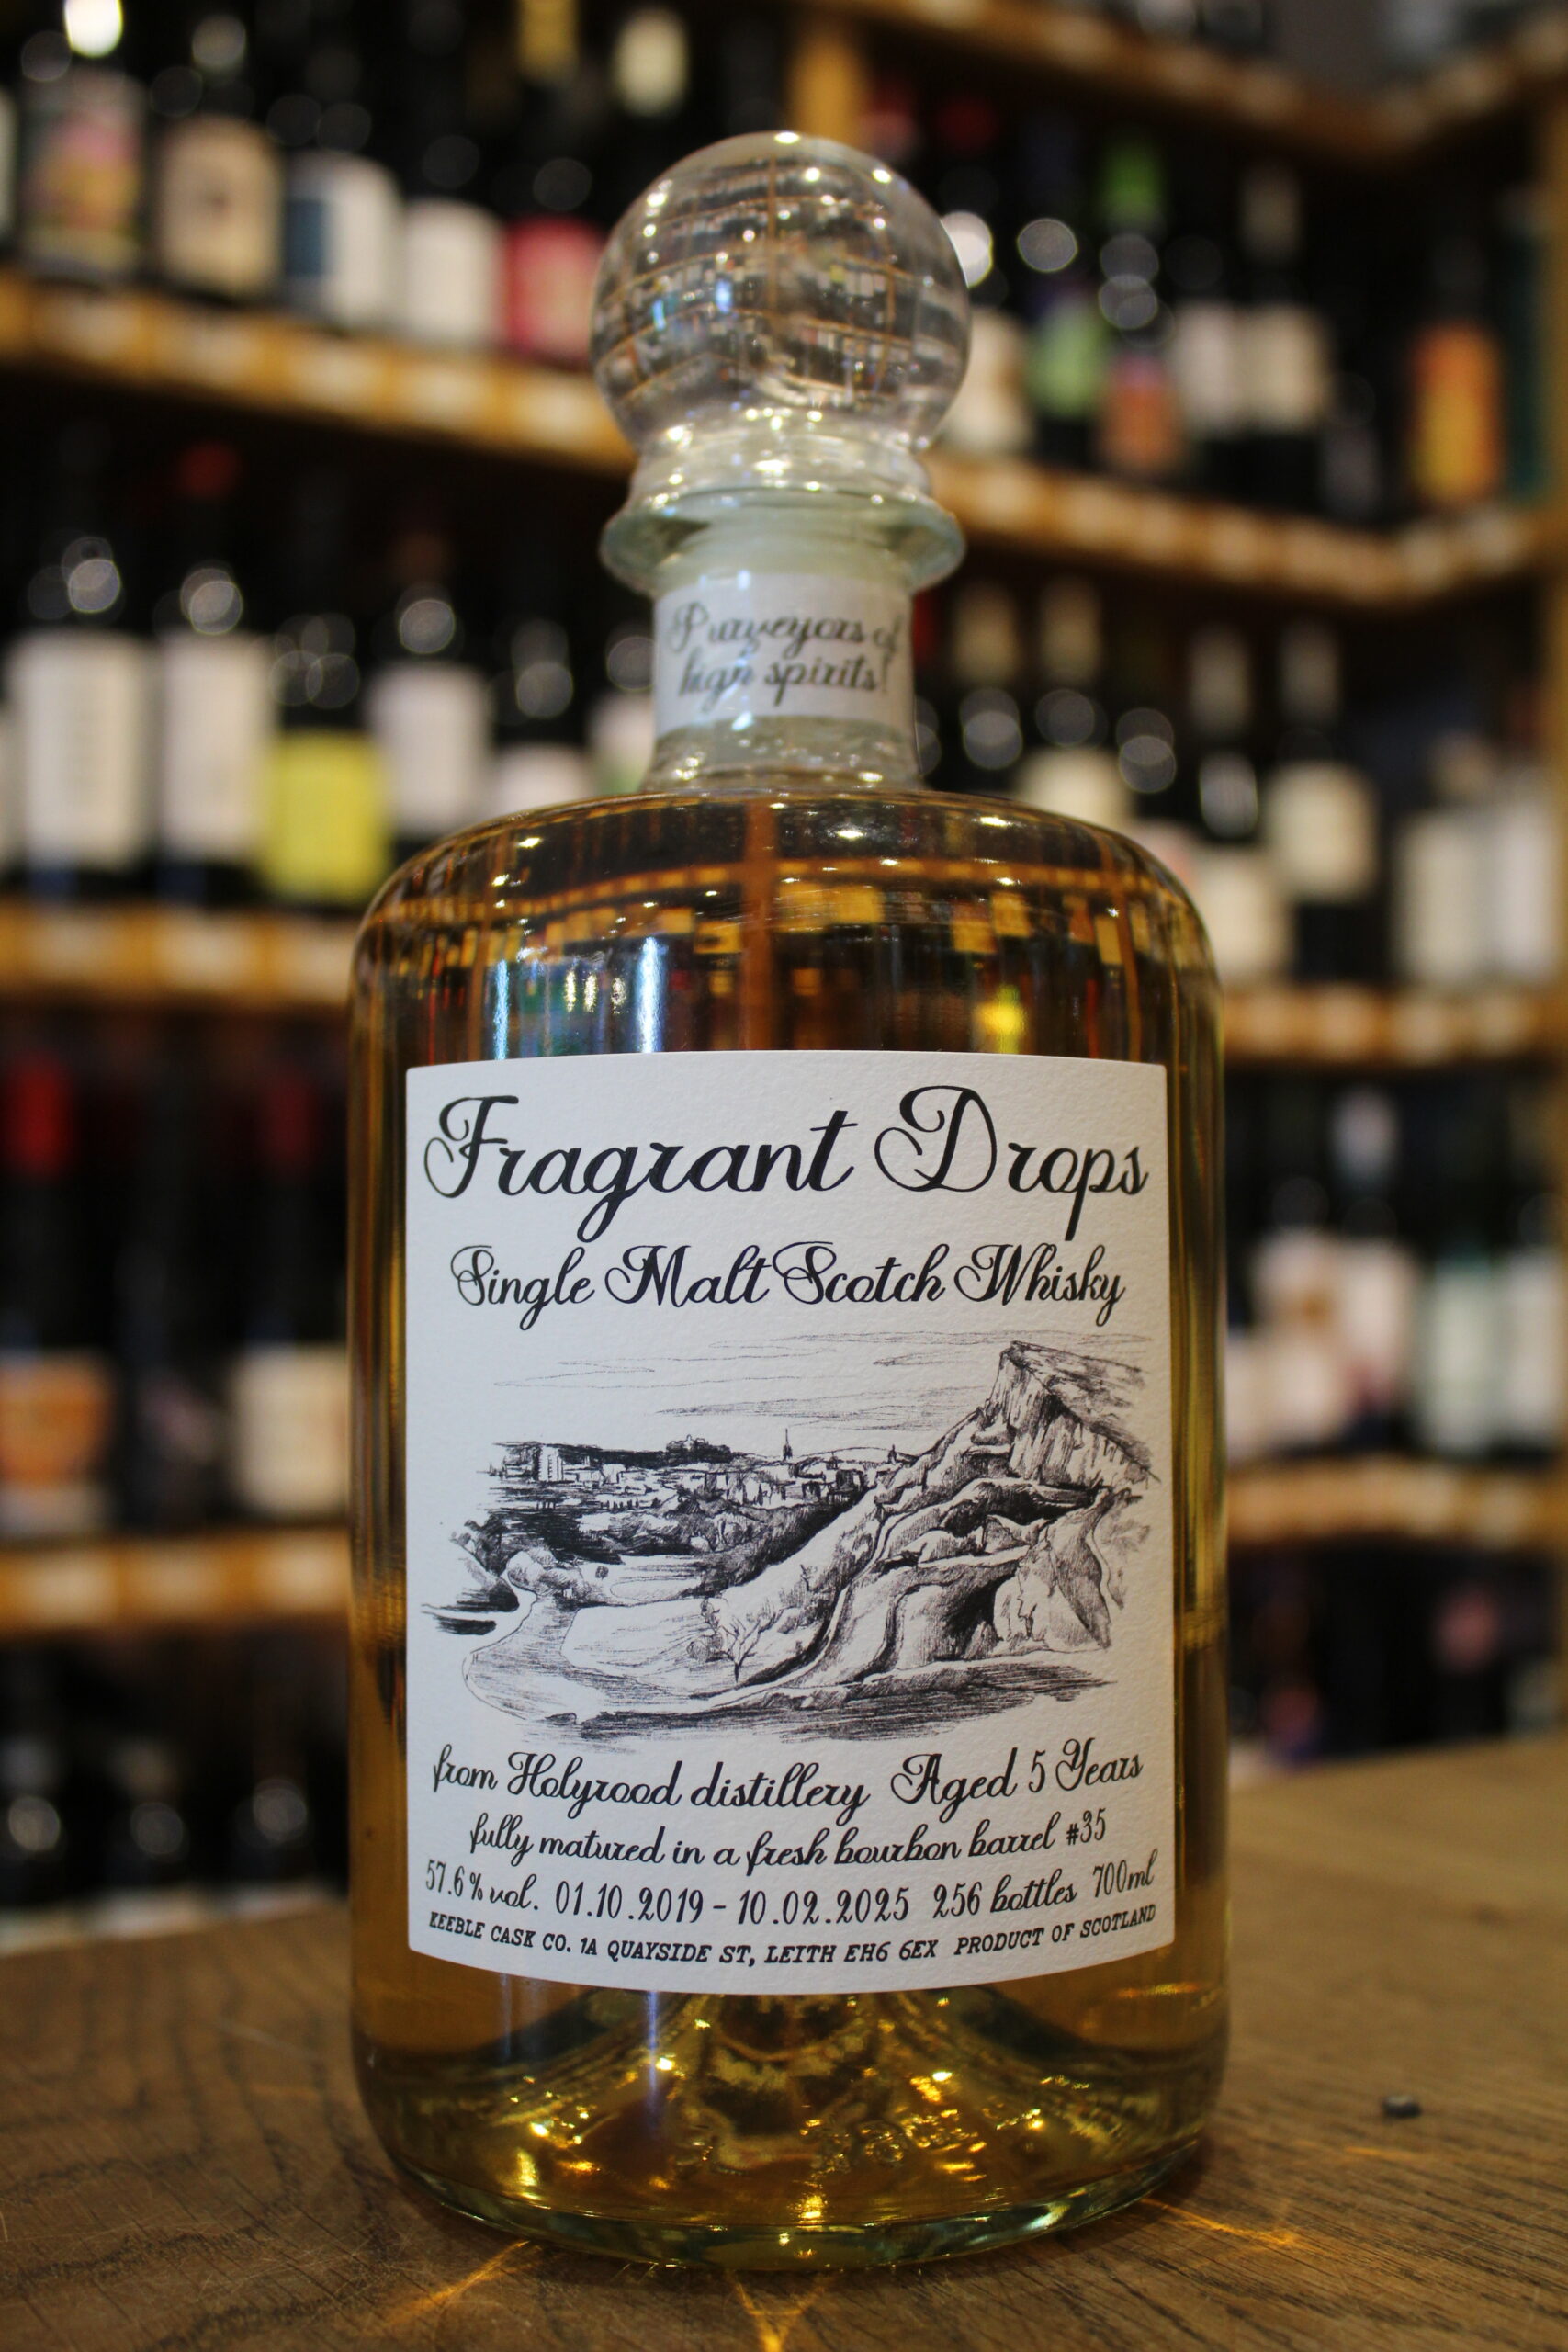 Purveyors of
high spirits!
Fragrant Drops
Single Malt Scotch Whisky
from Holyrood distillery Aged 5 Years
fully matured in a fresh bourbon barrel #35
57.6% vol. 01.10.2019 - 10.02.2025 256 bottles 700ml
KEEBLE CASK CO. 1A QUAYSIDE ST, LEITH EH6 6EX PRODUCT OF SCOTLAND